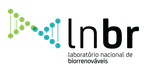 lnbr
laboratório nacional de
biorrenováveis